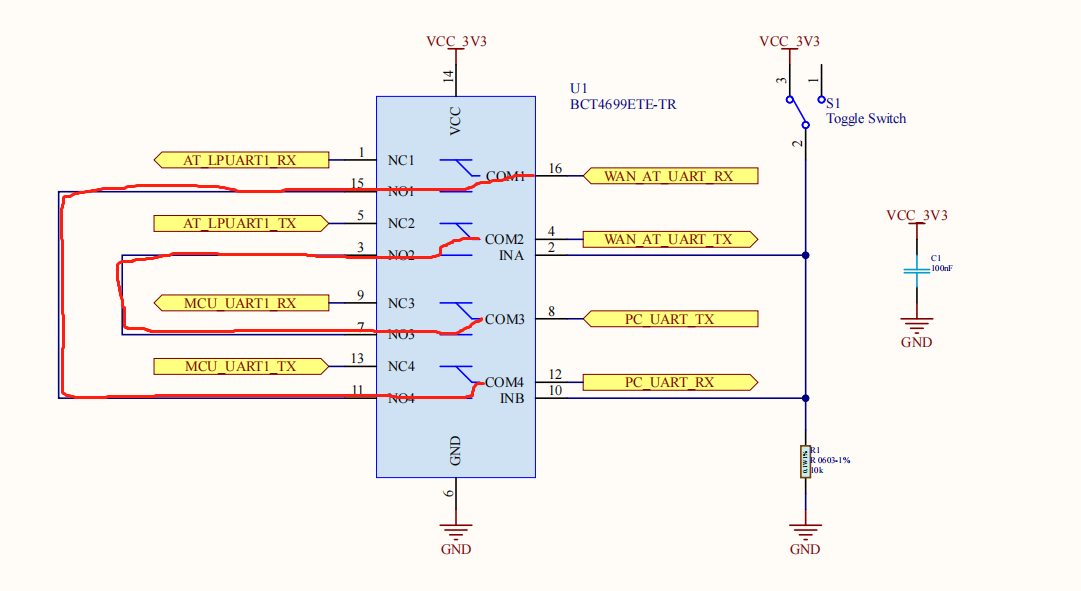 VCC_3V3
14
VCC
U1
BCT4699ETE-TR
VCC_3V3
3
1
S1
Toggle Switch
2
AT_LPUART1_RX
1
NC1
COM1
16
WAN_AT_UART_RX
15
NO1
AT_LPUART1_TX
5
NC2
COM2
4
WAN_AT_UART_TX
3
NO2
INA
2
MCU_UART1_RX
9
NC3
COM3
8
PC_UART_TX
7
NO3
MCU_UART1_TX
13
NC4
COM4
12
PC_UART_RX
11
NO4
INB
10
GND
6
GND
VCC_3V3
C1
100nF
GND
R1
R 0603-1%
10k
GND